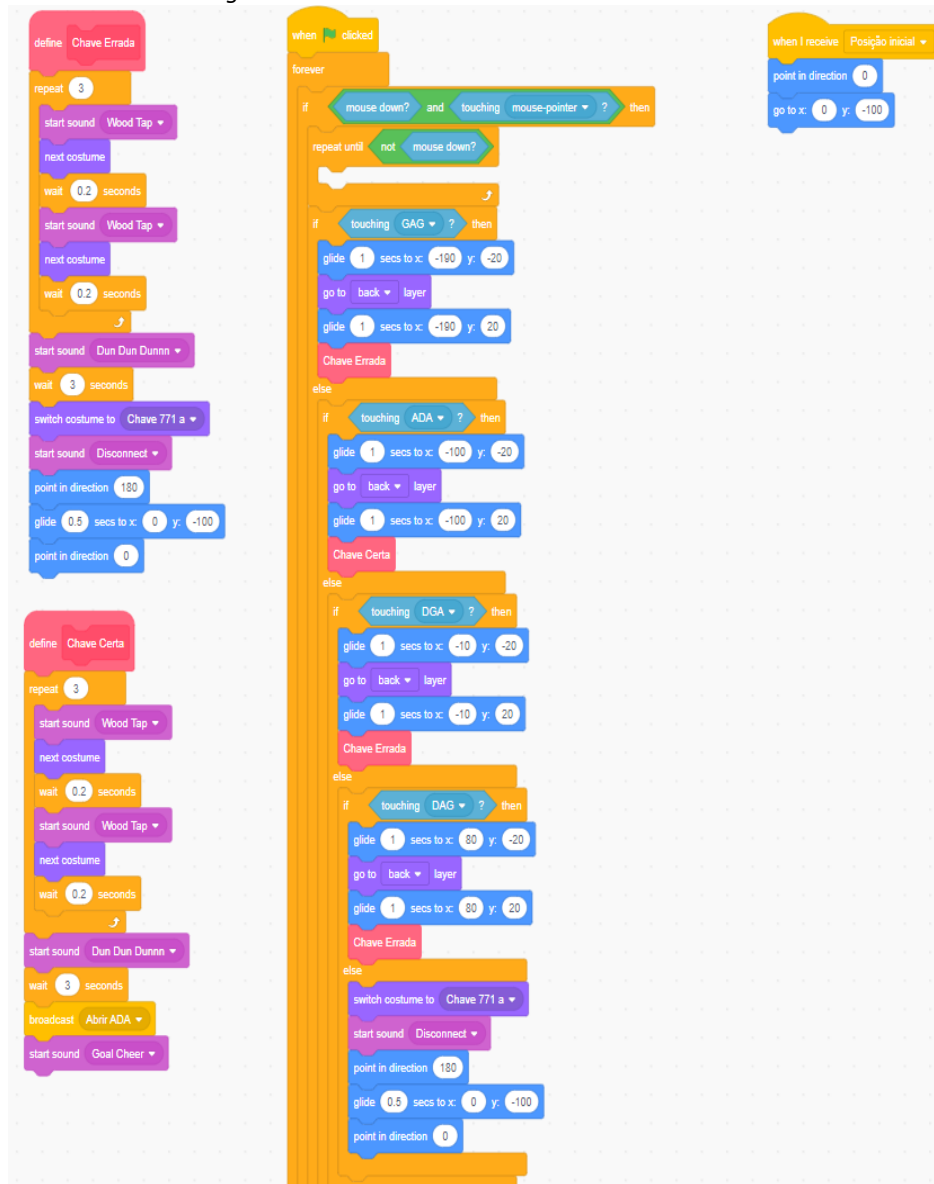 define Chave Errada
repeat 3
start sound Wood Tap
next costume
wait 0.2 seconds
start sound Wood Tap
next costume
wait 0.2 seconds
start sound Dun Dun Dunnn
wait 3 seconds
switch costume to Chave 771 a
start sound Disconnect
point in direction 180
glide 0.5 secs to x: 0 y: -100
point in direction 0
define Chave Certa
repeat 3
start sound Wood Tap
next costume
wait 0.2 seconds
start sound Wood Tap
next costume
wait 0.2 seconds
start sound Dun Dun Dunnn
wait 3 seconds
broadcast Abrir ADA
start sound Goal Cheer
when clicked
forever
if mouse down? and touching mouse-pointer ? then
repeat until not mouse down?
if touching GAG ? then
glide 1 secs to x: -190 y: -20
go to back layer
glide 1 secs to x: -190 y: 20
Chave Errada
else
if touching ADA ? then
glide 1 secs to x: -100 y: -20
go to back layer
glide 1 secs to x: -100 y: 20
Chave Certa
else
if touching DGA ? then
glide 1 secs to x: -10 y: -20
go to back layer
glide 1 secs to x: -10 y: 20
Chave Errada
else
if touching DAG ? then
glide 1 secs to x: 80 y: -20
go to back layer
glide 1 secs to x: 80 y: 20
Chave Errada
else
switch costume to Chave 771 a
start sound Disconnect
point in direction 180
glide 0.5 secs to x: 0 y: -100
point in direction 0
when I receive Posição inicial
point in direction 0
go to x: 0 y: -100